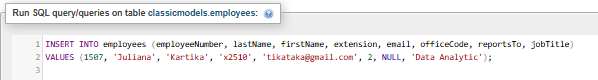 Run SQL query/queries on table classicmodels.employees:
1 INSERT INTO employees (employeeNumber, lastName, firstName, extension, email, officeCode, reportsTo, jobTitle)
2 VALUES (1507, 'Juliana', 'Kartika', 'x2510', 'tikataka@gmail.com', 2, NULL, 'Data Analytic');